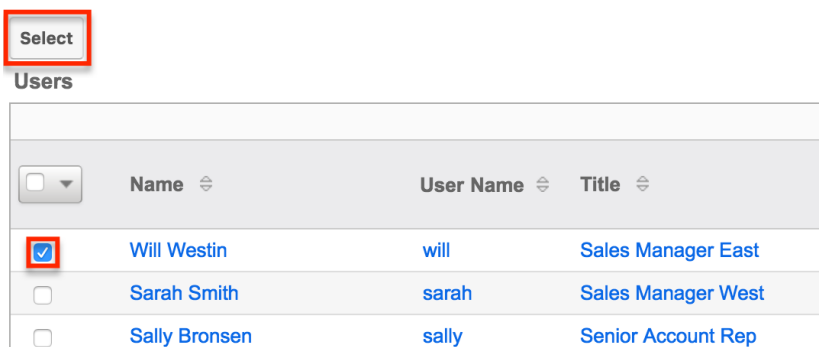 Select
Users
Name User Name Title
Will Westin will Sales Manager East
Sarah Smith sarah Sales Manager West
Sally Bronsen sally Senior Account Rep